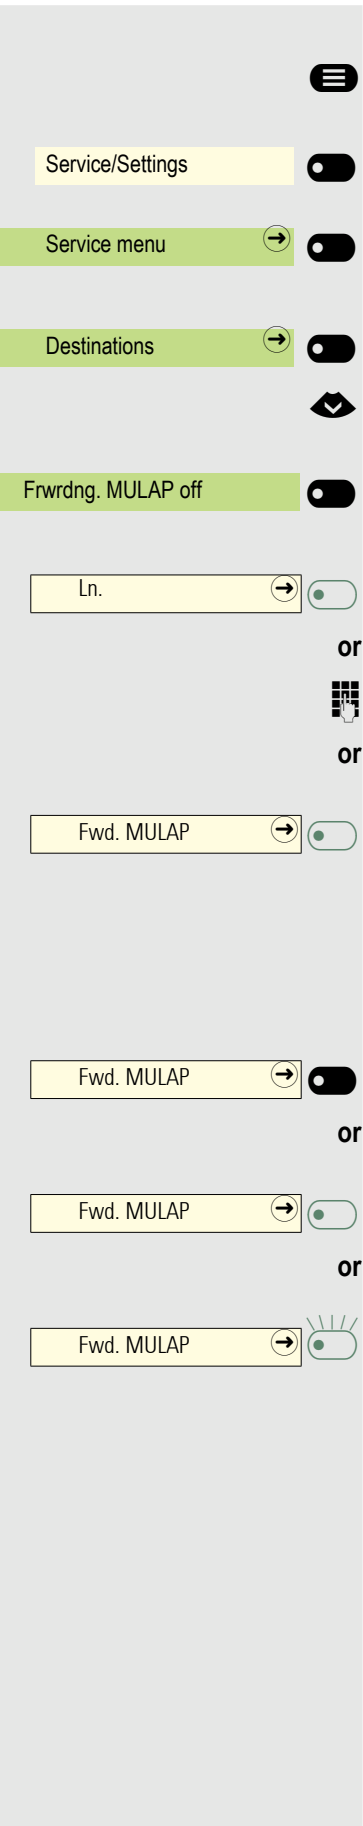 Service/Settings
Service menu
Destinations
Frwrdng. MULAP off
Ln.
or
or
Fwd. MULAP
Fwd. MULAP
or
Fwd. MULAP
or
Fwd. MULAP